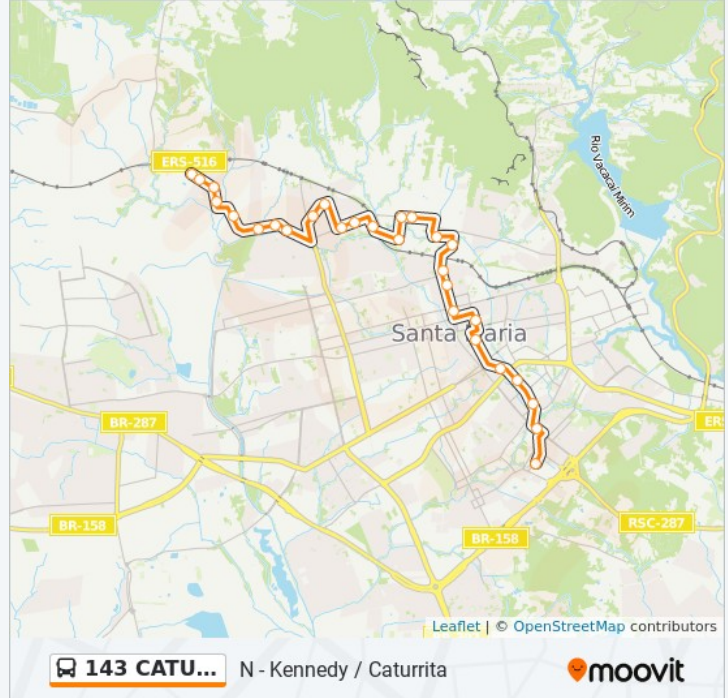 ERS-516
Rio Vacacaí Mirim
Santa Maria
BR-287
ERS
BR-158
RSC-287
BR-158
Leaflet | © OpenStreetMap contributors
143 CATU...
N - Kennedy / Caturrita
moovit